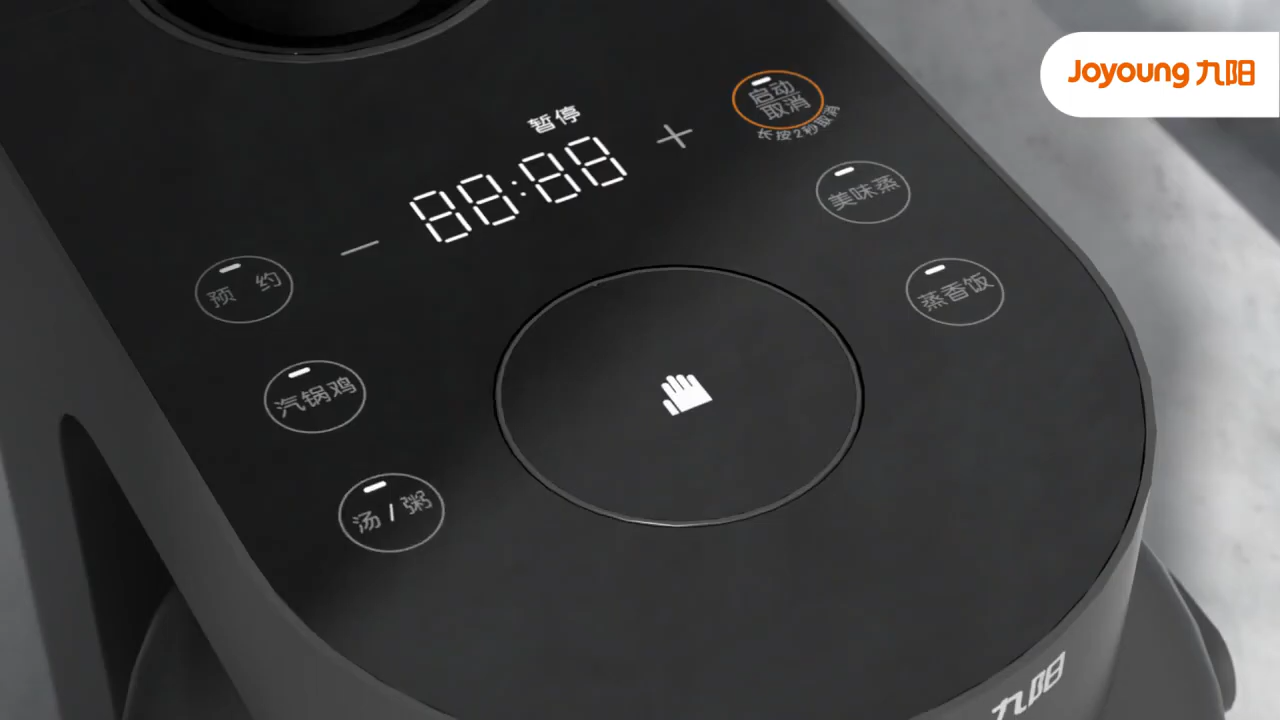 Joyoung 九阳
暂停
88:88
启动
取消
长按2秒取消
预 约
美味蒸
汽锅鸡
蒸香饭
汤/粥
九阳